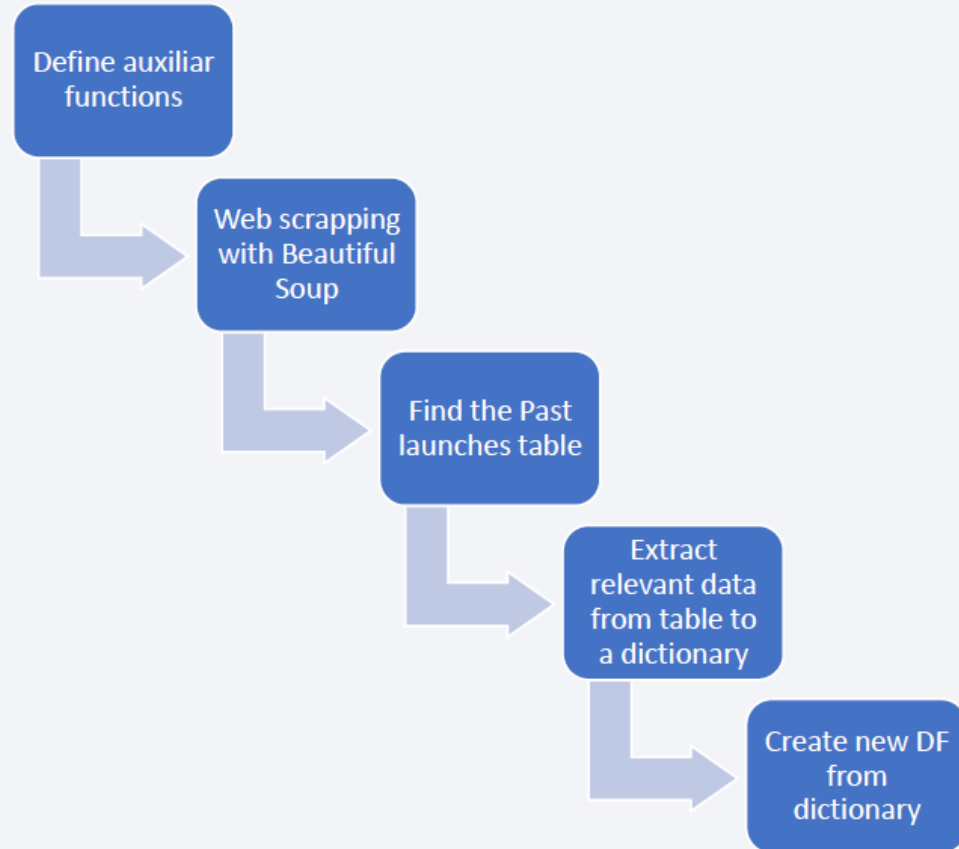 Define auxiliar
functions
Web scrapping
with Beautiful
Soup
Find the Past
launches table
Extract
relevant data
from table to
a dictionary
Create new DF
from
dictionary